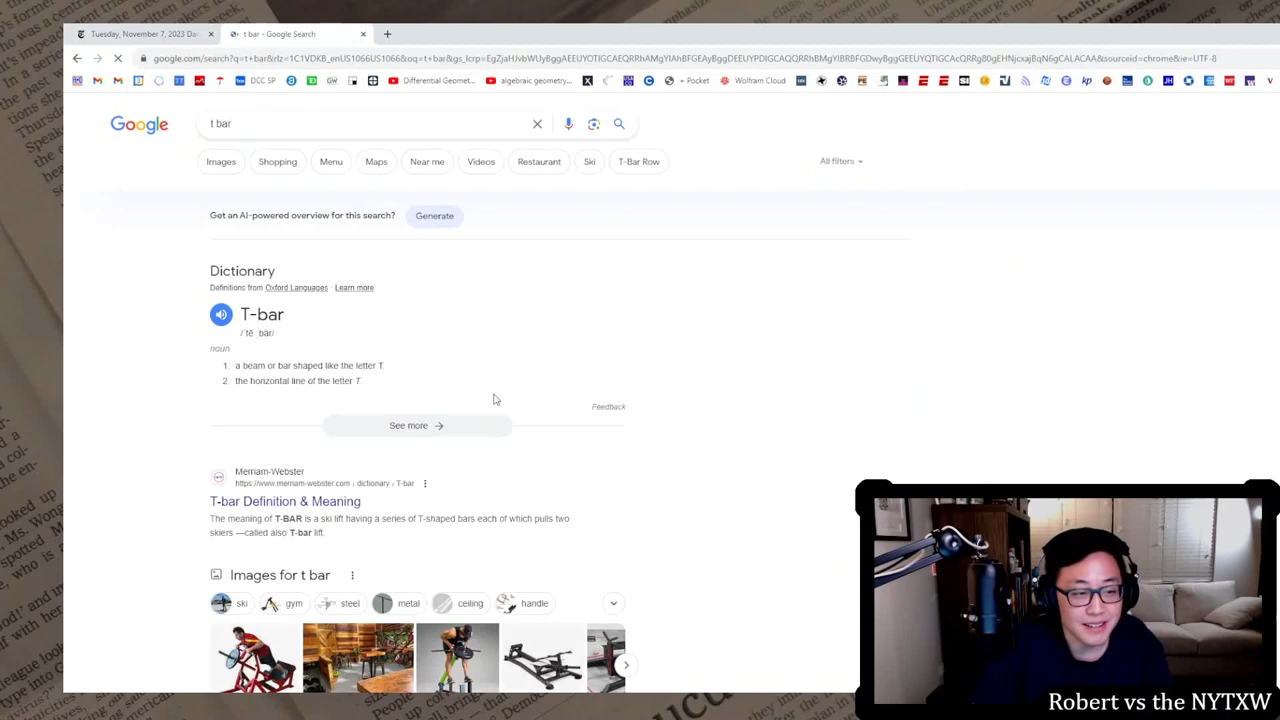 Tuesday, November 7, 2023 Da
t bar - Google Search
google.com/search?q=t+bar&rlz=1C1VDKB_enUS1066US1066&oq=t+bar&gs_lcrp=
DCC SP
GW
Differential Geomet...
algebraic geometry...
+ Pocket
Wolfram Cloud
Google
t bar
Images
Shopping
Menu
Maps
Near me
Videos
Restaurant
Ski
T-Bar Row
All filters
Get an AI-powered overview for this search?
Generate
Dictionary
Definitions from Oxford Languages · Learn more
T-bar
/ˈtē ˌbär/
noun
1. a beam or bar shaped like the letter T.
2. the horizontal line of the letter T.
Feedback
See more
Merriam-Webster
https://www.merriam-webster.com › dictionary › T-bar
T-bar Definition & Meaning
The meaning of T-BAR is a ski lift having a series of T-shaped bars each of which pulls two
skiers —called also T-bar lift.
Images for t bar
ski
gym
steel
metal
ceiling
handle
Robert vs the NYTXW